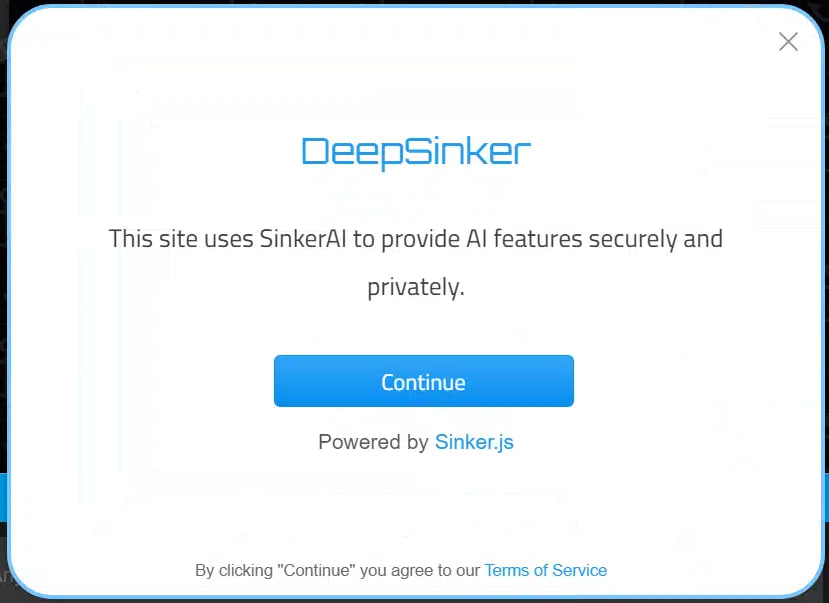 DeepSinker
This site uses SinkerAI to provide AI features securely and
privately.
Continue
Powered by Sinker.js
By clicking "Continue" you agree to our Terms of Service